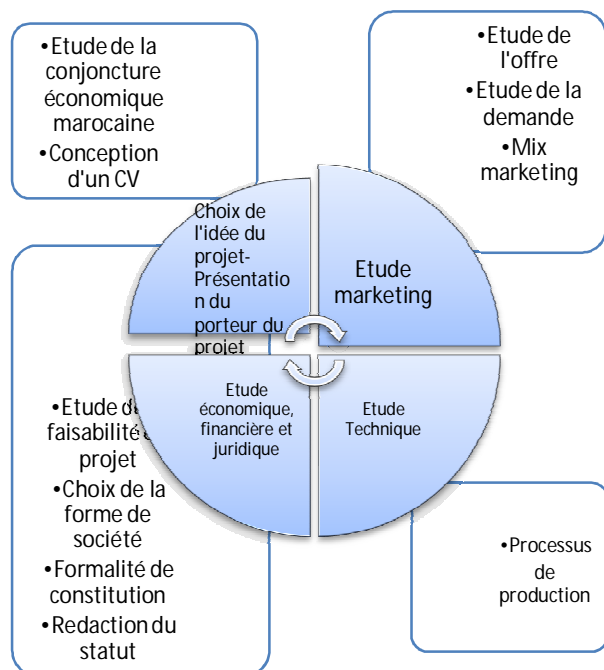 •Etude de la
conjoncture
économique
marocaine
•Conception
d'un CV
•Etude de
l'offre
•Etude de la
demande
•Mix
marketing
Choix de
l'idée du
projet-
Présentatio
n du
porteur du
projet
Etude
marketing
Etude
économique,
financière et
juridique
Etude
Technique
•Etude
faisabilité
projet
•Choix de la
forme de
société
•Formalité de
constitution
•Redaction du
statut
•Processus
de
production